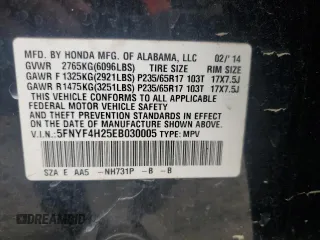 MFD. BY HONDA MFG. OF ALABAMA, LLC 02/'14
GVWR 2765KG(6096LBS) TIRE SIZE RIM SIZE
GAWR F 1325KG(2921LBS) P235/65R17 103T 17X7.5J
GAWR R 1475KG(3251LBS) P235/65R17 103T 17X7.5J
THIS VEHICLE CONFORMS TO ALL APPLICABLE
FEDERAL MOTOR VEHICLE SAFETY, BUMPER
AND THEFT PREVENTION STANDARDS IN EFFECT
ON THE DATE OF MANUFACTURE SHOWN ABOVE.
V.I.N.: 5FNYF4H25EB030005 TYPE: MPV
SZA E AA5 -NH731P -B -B